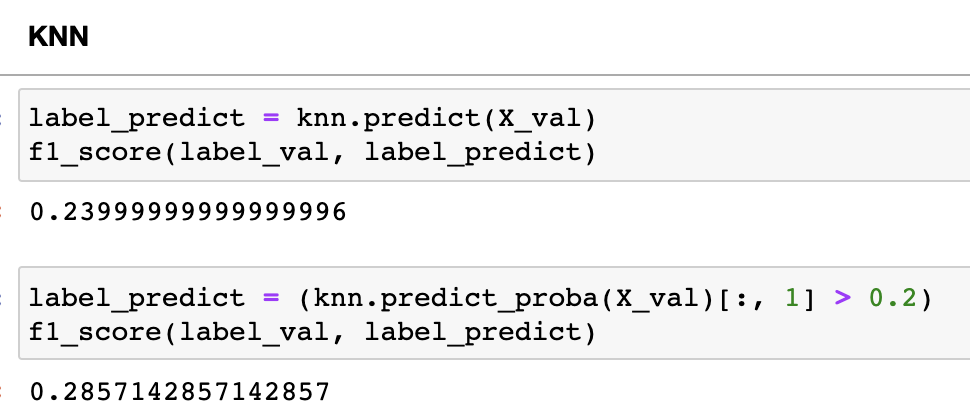 KNN
label_predict = knn.predict(X_val)
f1_score(label_val, label_predict)
0.23999999999999996
label_predict = (knn.predict_proba(X_val)[:, 1] > 0.2)
f1_score(label_val, label_predict)
0.2857142857142857